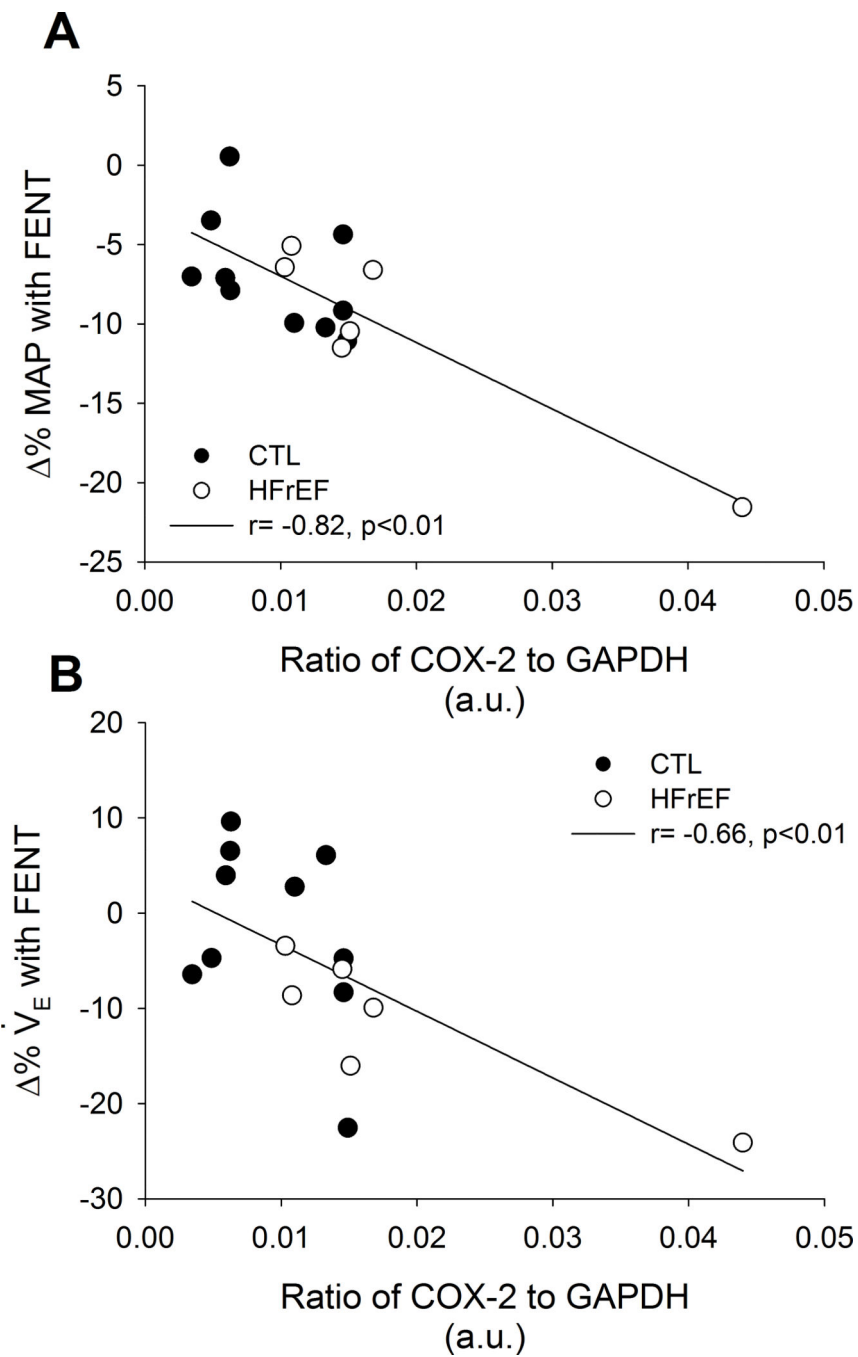 A
5
0
-5
-10
-15
-20
-25
Δ% MAP with FENT
CTL
HFrEF
r= -0.82, p<0.01
0.00 0.01 0.02 0.03 0.04 0.05
Ratio of COX-2 to GAPDH
(a.u.)
B
20
10
0
-10
-20
-30
Δ% V̇E with FENT
CTL
HFrEF
r= -0.66, p<0.01
0.00 0.01 0.02 0.03 0.04 0.05
Ratio of COX-2 to GAPDH
(a.u.)